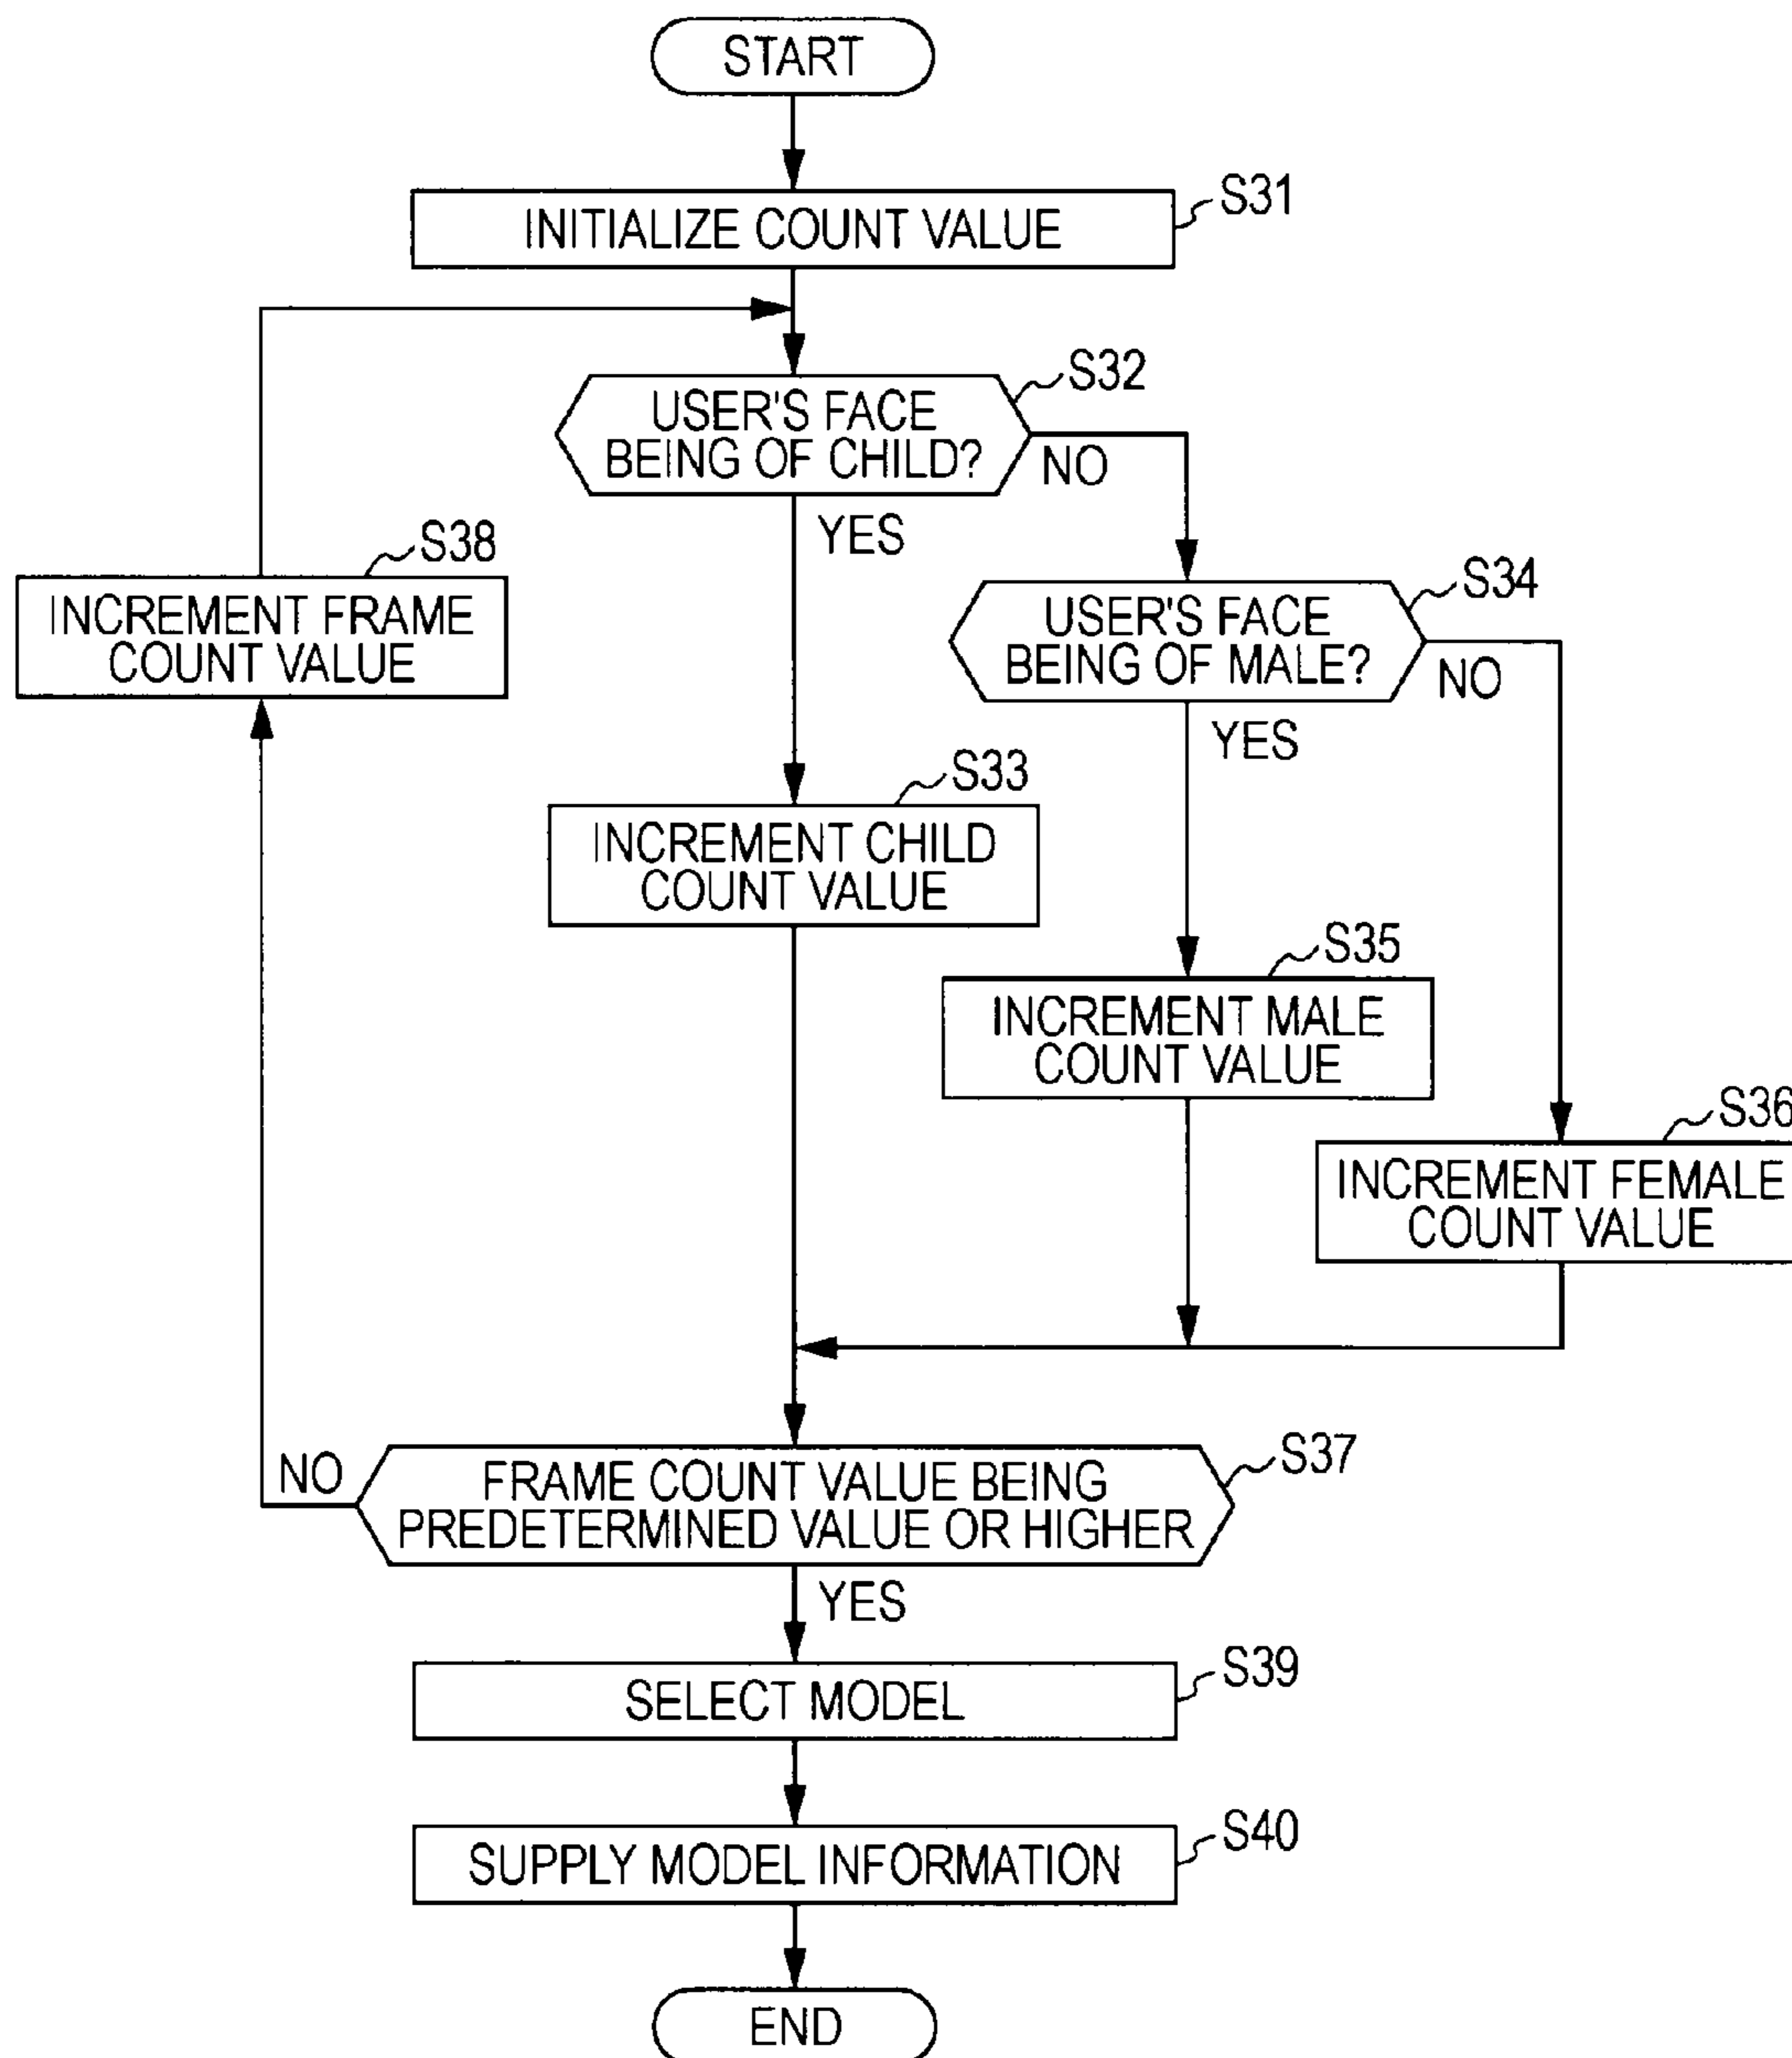 START
INITIALIZE COUNT VALUE
S31
USER'S FACE
BEING OF CHILD?
S32
NO
YES
S38
INCREMENT FRAME
COUNT VALUE
USER'S FACE
BEING OF MALE?
S34
NO
YES
S33
INCREMENT CHILD
COUNT VALUE
S35
INCREMENT MALE
COUNT VALUE
S36
INCREMENT FEMALE
COUNT VALUE
FRAME COUNT VALUE BEING
PREDETERMINED VALUE OR HIGHER
S37
NO
YES
SELECT MODEL
S39
SUPPLY MODEL INFORMATION
S40
END